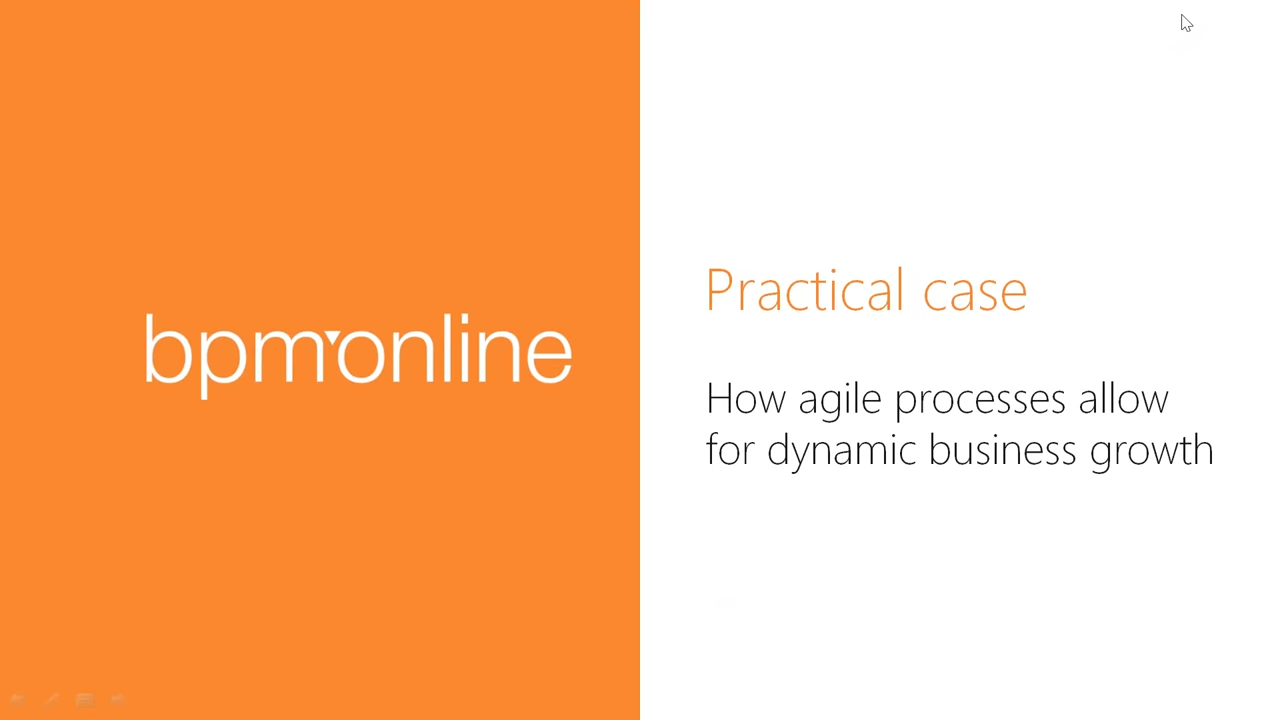 bpm'online
Practical case
How agile processes allow
for dynamic business growth